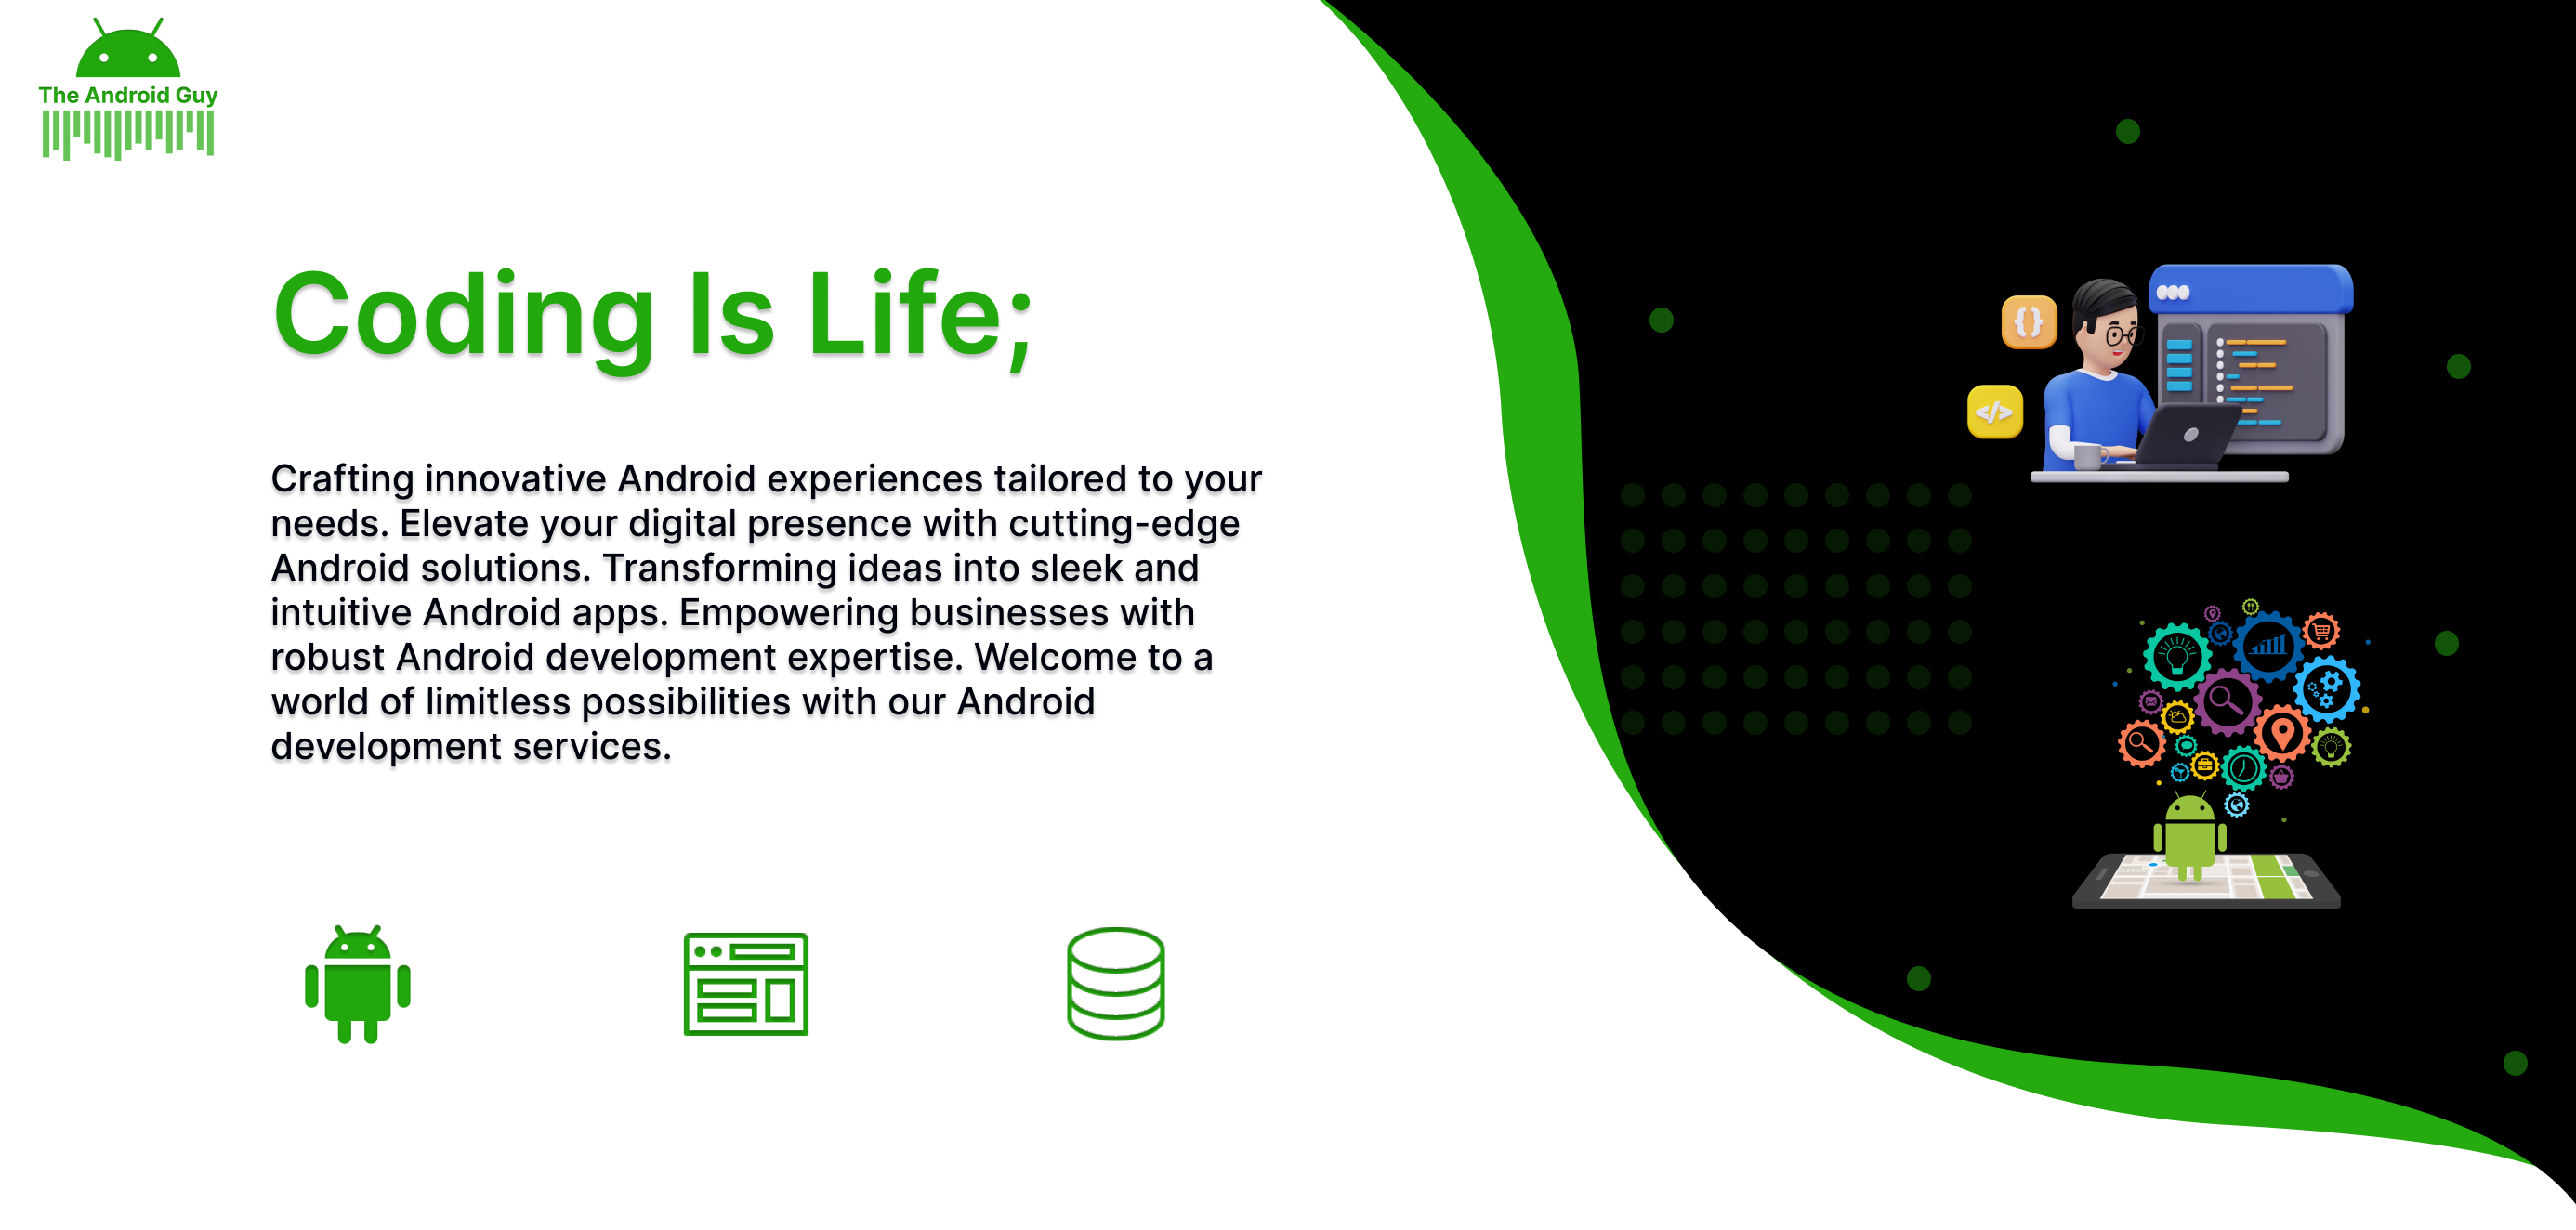 The Android Guy
Coding Is Life;
Crafting innovative Android experiences tailored to your
needs. Elevate your digital presence with cutting-edge
Android solutions. Transforming ideas into sleek and
intuitive Android apps. Empowering businesses with
robust Android development expertise. Welcome to a
world of limitless possibilities with our Android
development services.
{}
</>